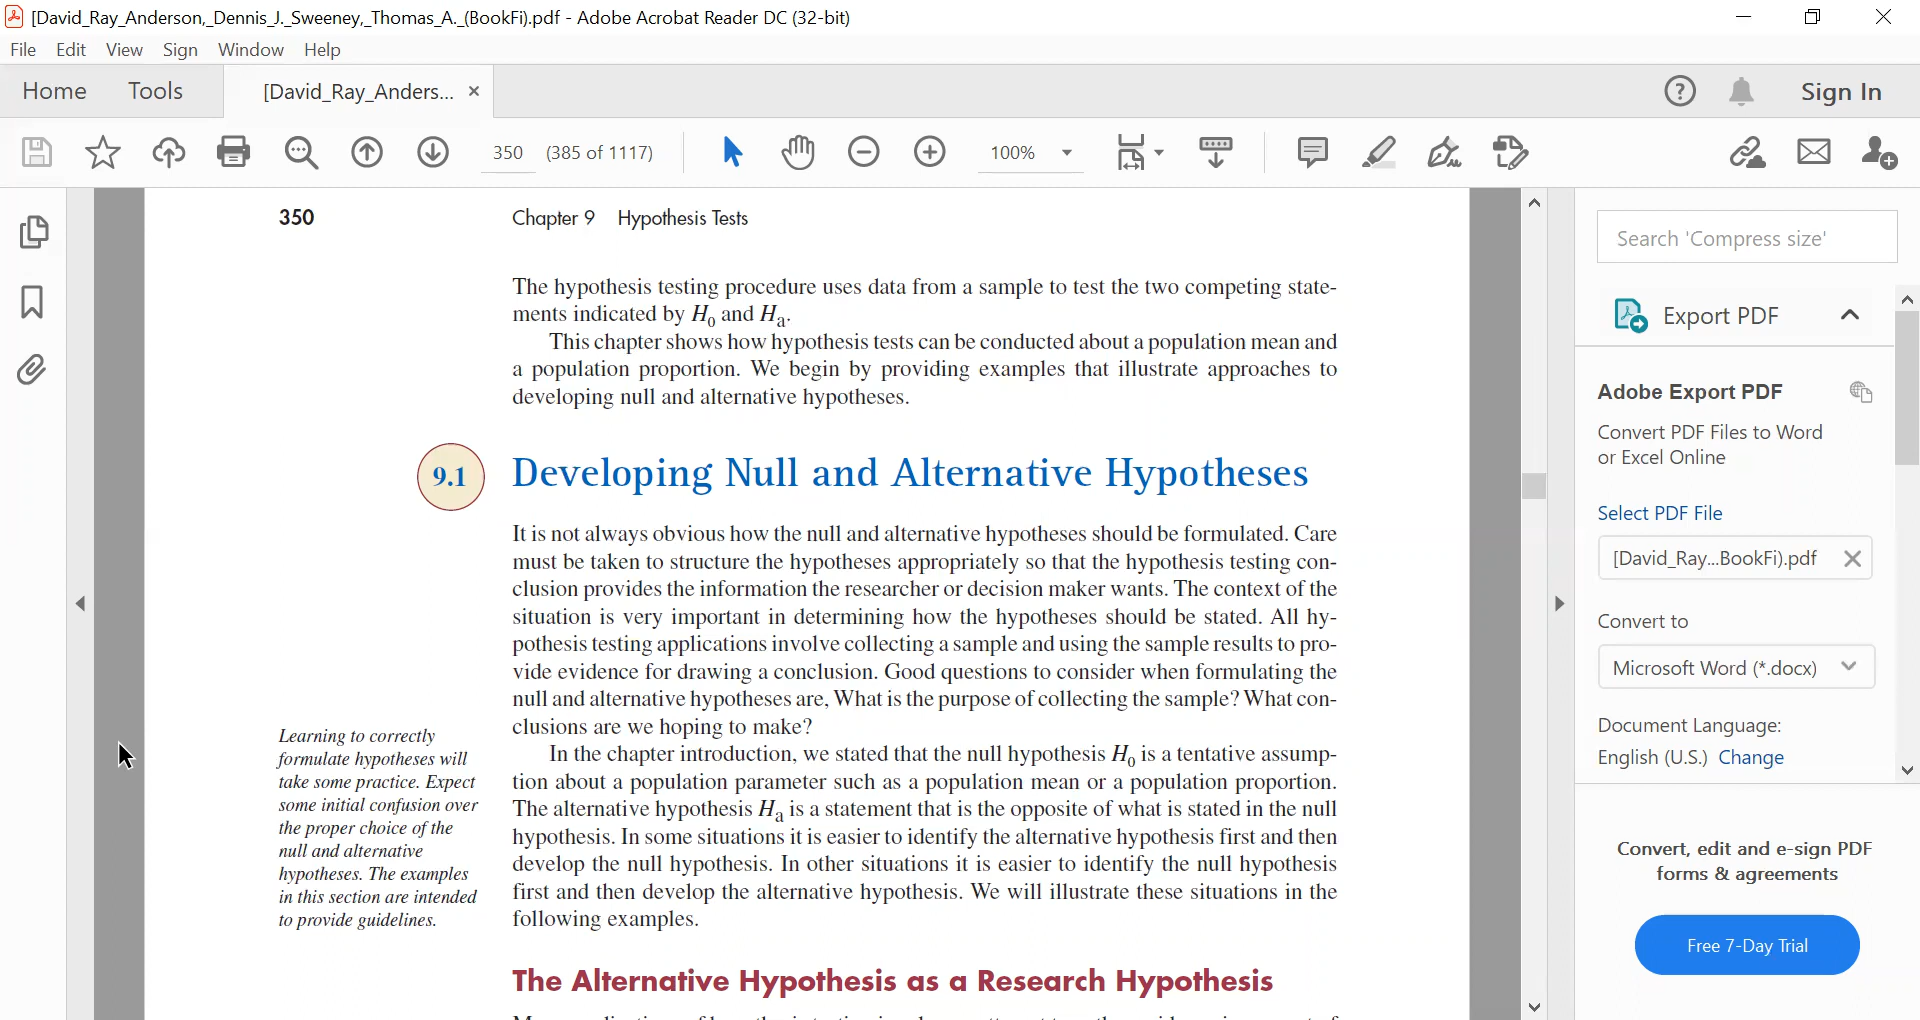 [David_Ray_Anderson,_Dennis_J._Sweeney,_Thomas_A._(BookFi).pdf - Adobe Acrobat Reader DC (32-bit)
File Edit View Sign Window Help
Home Tools [David_Ray_Anders... × Sign In
350 (385 of 1117) 100%
350 Chapter 9 Hypothesis Tests
The hypothesis testing procedure uses data from a sample to test the two competing state-
ments indicated by H0 and Ha.
This chapter shows how hypothesis tests can be conducted about a population mean and
a population proportion. We begin by providing examples that illustrate approaches to
developing null and alternative hypotheses.
9.1 Developing Null and Alternative Hypotheses
It is not always obvious how the null and alternative hypotheses should be formulated. Care
must be taken to structure the hypotheses appropriately so that the hypothesis testing con-
clusion provides the information the researcher or decision maker wants. The context of the
situation is very important in determining how the hypotheses should be stated. All hy-
pothesis testing applications involve collecting a sample and using the sample results to pro-
vide evidence for drawing a conclusion. Good questions to consider when formulating the
null and alternative hypotheses are, What is the purpose of collecting the sample? What con-
clusions are we hoping to make?
Learning to correctly
formulate hypotheses will
take some practice. Expect
some initial confusion over
the proper choice of the
null and alternative
hypotheses. The examples
in this section are intended
to provide guidelines.
In the chapter introduction, we stated that the null hypothesis H0 is a tentative assump-
tion about a population parameter such as a population mean or a population proportion.
The alternative hypothesis Ha is a statement that is the opposite of what is stated in the null
hypothesis. In some situations it is easier to identify the alternative hypothesis first and then
develop the null hypothesis. In other situations it is easier to identify the null hypothesis
first and then develop the alternative hypothesis. We will illustrate these situations in the
following examples.
The Alternative Hypothesis as a Research Hypothesis
Search 'Compress size'
Export PDF
Adobe Export PDF
Convert PDF Files to Word
or Excel Online
Select PDF File
[David_Ray...BookFi).pdf
Convert to
Microsoft Word (*.docx)
Document Language:
English (U.S.) Change
Convert, edit and e-sign PDF
forms & agreements
Free 7-Day Trial